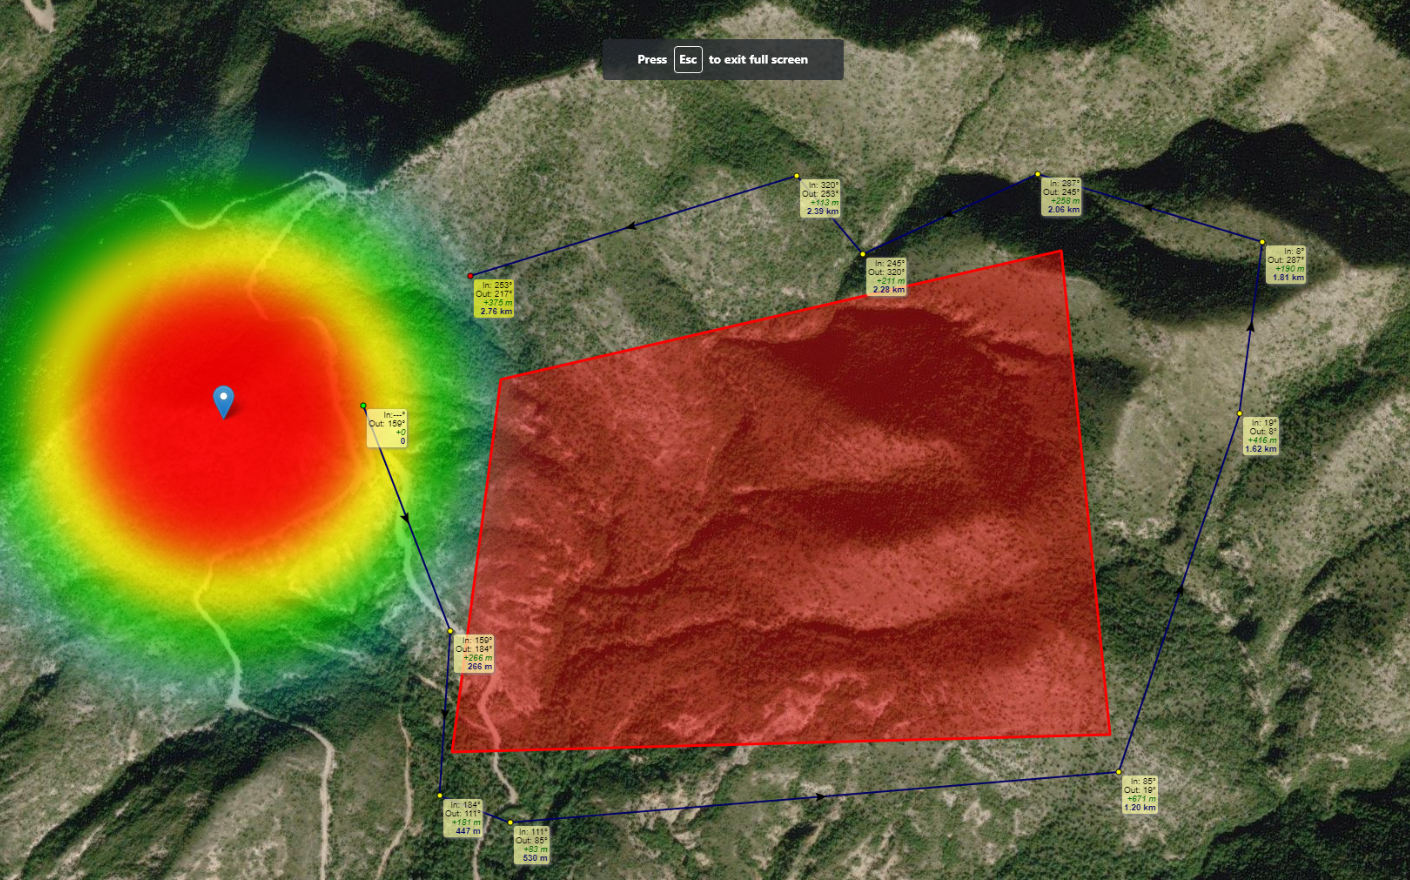 Press Esc to exit full screen
In: 320°
Out: 253°
+113 m
2.39 km
In: 287°
Out: 245°
+258 m
2.06 km
In: 8°
Out: 287°
+190 m
1.81 km
In: 245°
Out: 320°
+211 m
2.28 km
In: 253°
Out: 217°
+375 m
2.76 km
In:---°
Out: 159°
+0
0
In: 19°
Out: 8°
+416 m
1.62 km
In: 159°
Out: 184°
+266 m
266 m
In: 85°
Out: 19°
+671 m
1.20 km
In: 184°
Out: 111°
+181 m
447 m
In: 111°
Out: 85°
+83 m
530 m